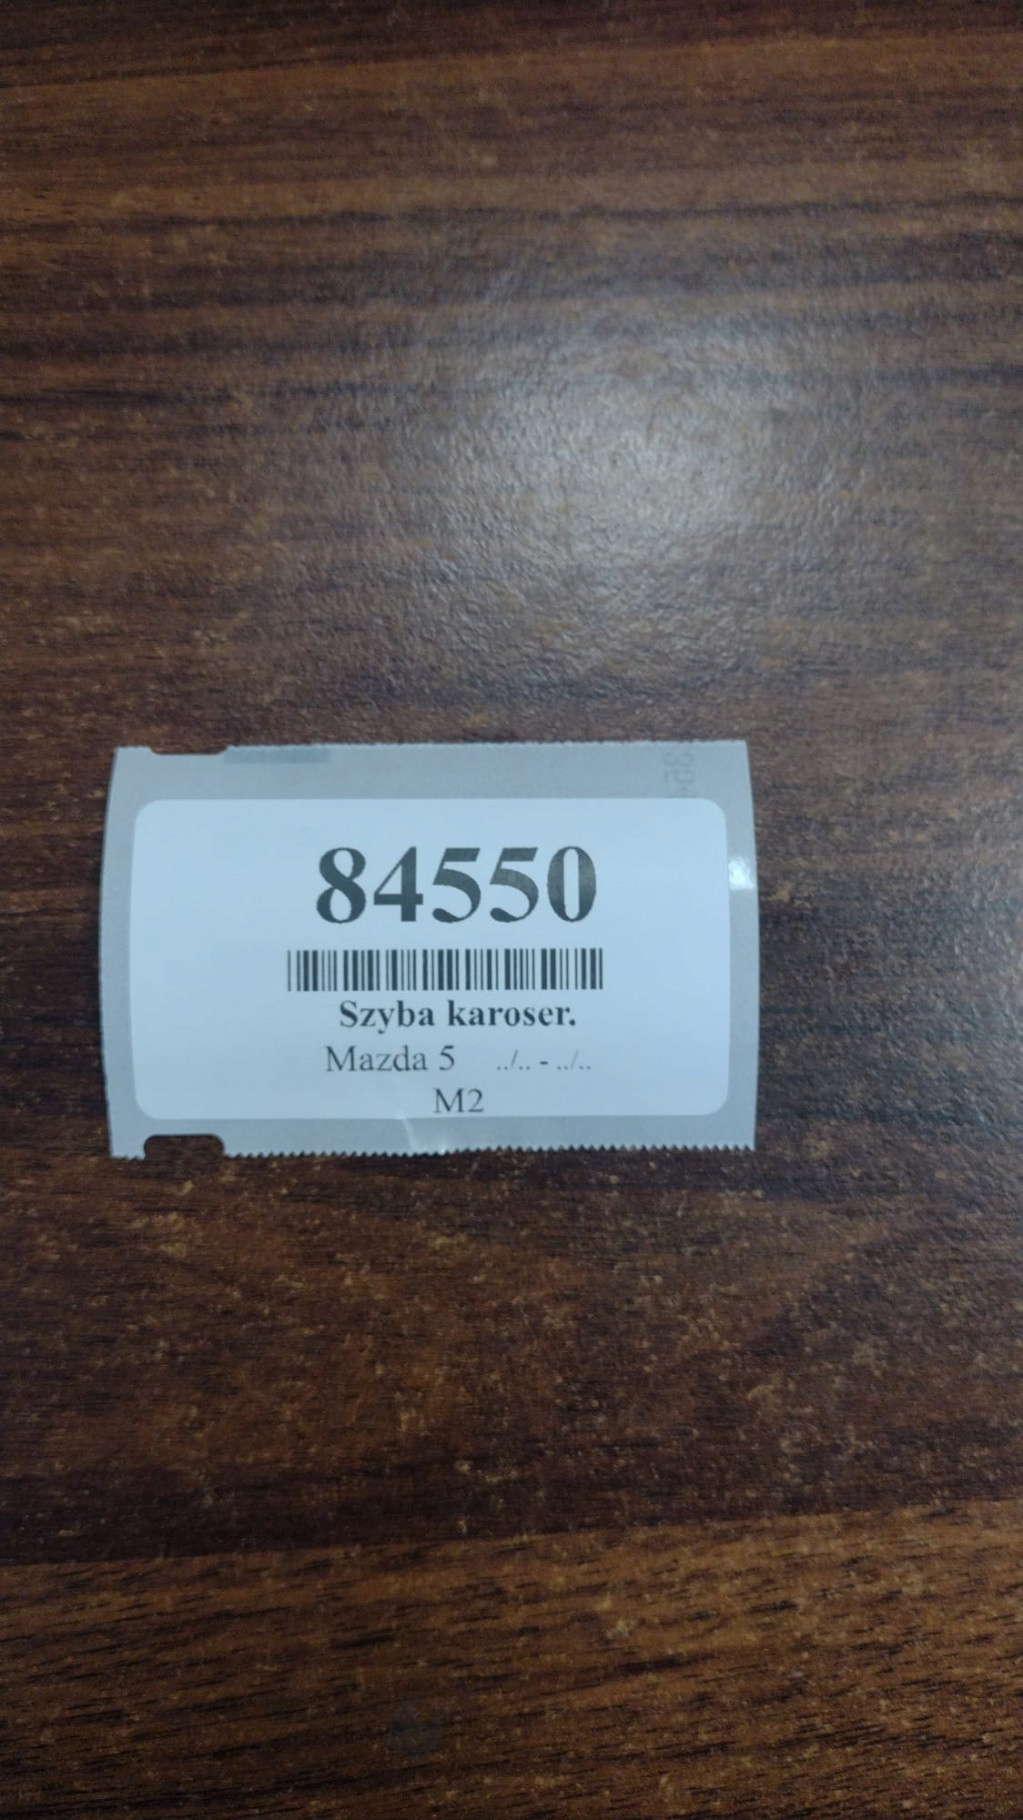 84550
Szyba karoser.
Mazda 5 ../.. - ../..
M2